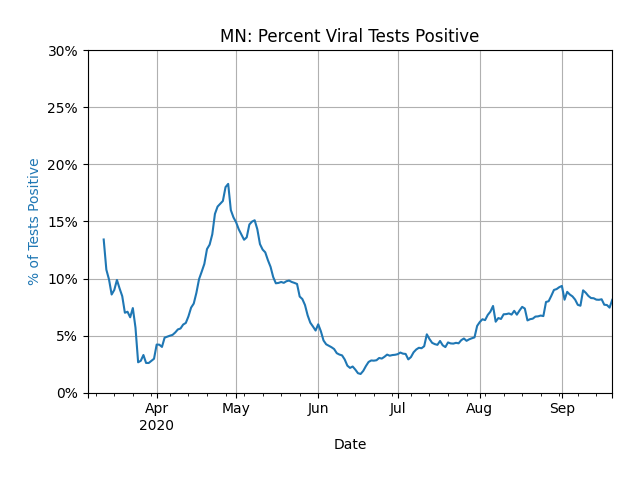 MN: Percent Viral Tests Positive
30%
25%
20%
15%
10%
5%
0%
% of Tests Positive
Apr May Jun Jul Aug Sep
2020
Date